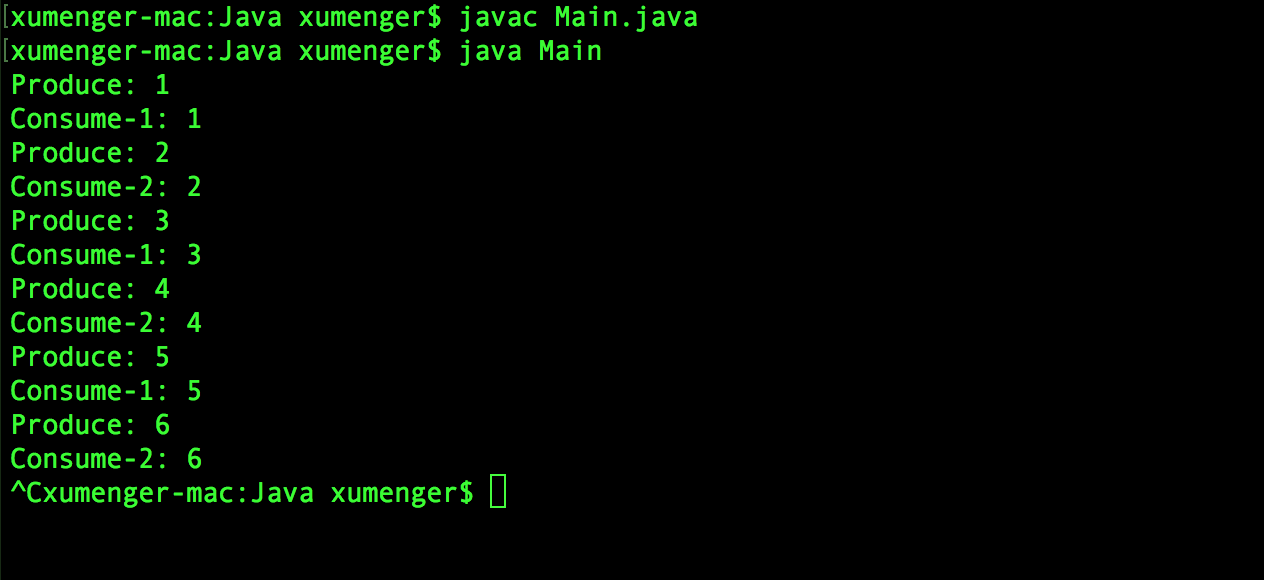 [xumenger-mac:Java xumenger$ javac Main.java
[xumenger-mac:Java xumenger$ java Main
Produce: 1
Consume-1: 1
Produce: 2
Consume-2: 2
Produce: 3
Consume-1: 3
Produce: 4
Consume-2: 4
Produce: 5
Consume-1: 5
Produce: 6
Consume-2: 6
^Cxumenger-mac:Java xumenger$